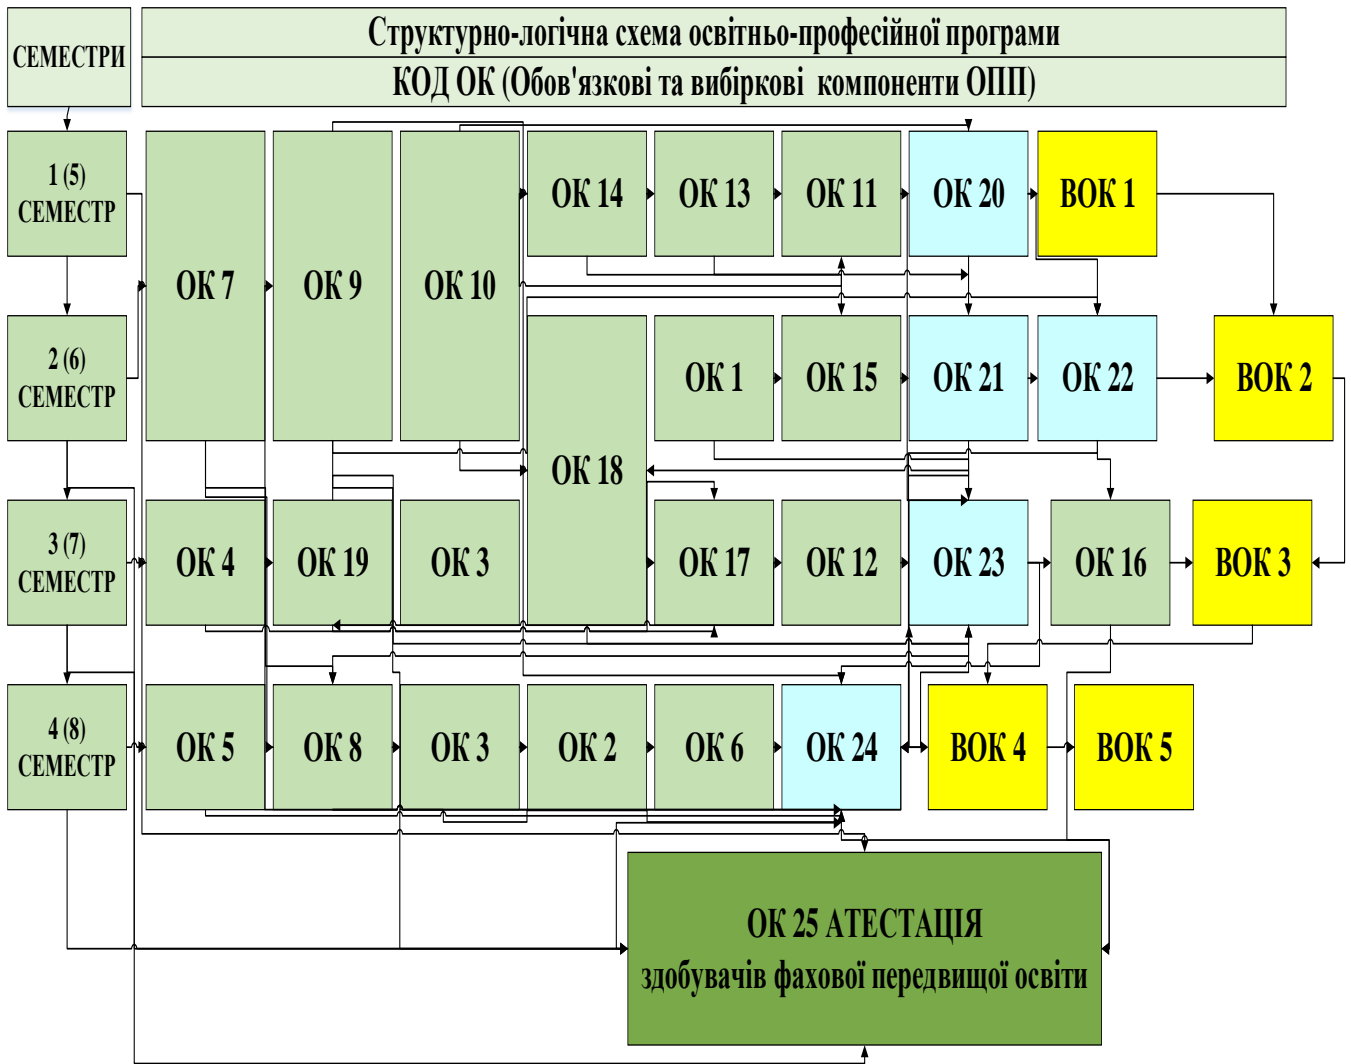 СЕМЕСТРИ
Структурно-логічна схема освітньо-професійної програми
КОД ОК (Обов'язкові та вибіркові компоненти ОПП)
1 (5)
СЕМЕСТР
ОК 7
ОК 9
ОК 10
ОК 14
ОК 13
ОК 11
ОК 20
ВОК 1
2 (6)
СЕМЕСТР
ОК 18
ОК 1
ОК 15
ОК 21
ОК 22
ВОК 2
3 (7)
СЕМЕСТР
ОК 4
ОК 19
ОК 3
ОК 17
ОК 12
ОК 23
ОК 16
ВОК 3
4 (8)
СЕМЕСТР
ОК 5
ОК 8
ОК 3
ОК 2
ОК 6
ОК 24
ВОК 4
ВОК 5
ОК 25 АТЕСТАЦІЯ
здобувачів фахової передвищої освіти